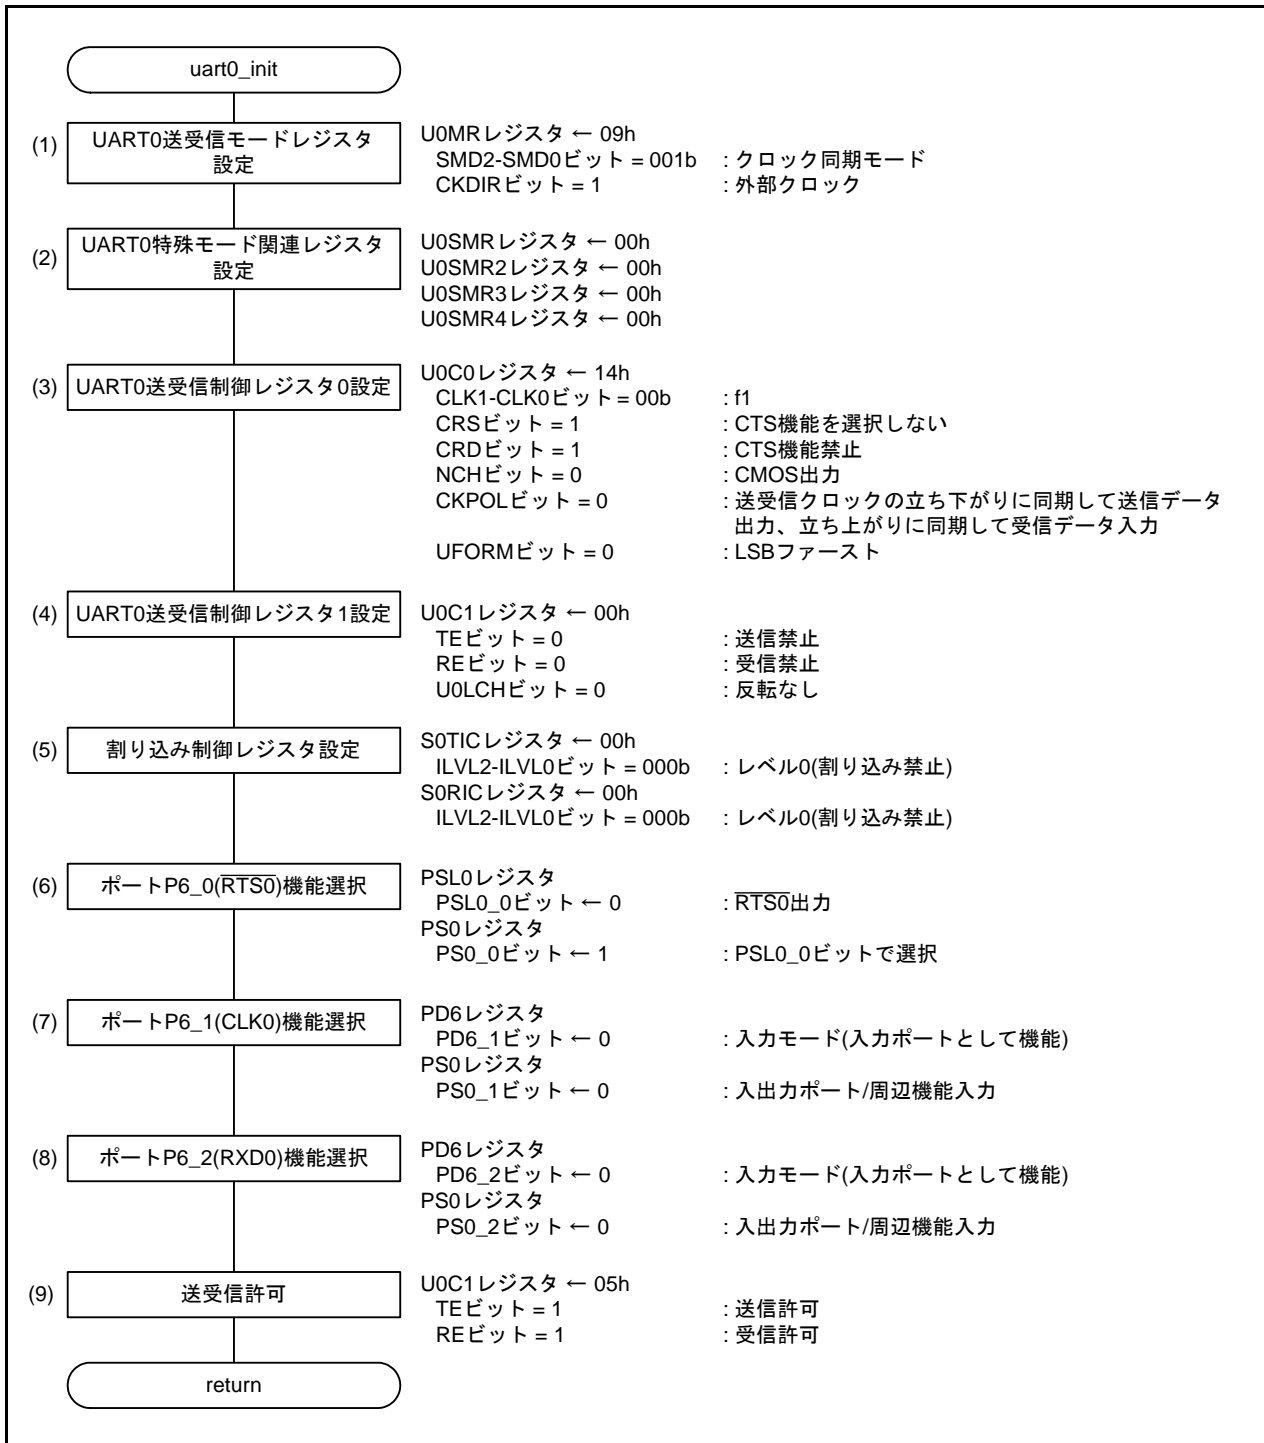 uart0_init
(1)
UART0送受信モードレジスタ
設定
U0MRレジスタ ← 09h
SMD2-SMD0ビット = 001b : クロック同期モード
CKDIRビット = 1 : 外部クロック
(2)
UART0特殊モード関連レジスタ
設定
U0SMRレジスタ ← 00h
U0SMR2レジスタ ← 00h
U0SMR3レジスタ ← 00h
U0SMR4レジスタ ← 00h
(3)
UART0送受信制御レジスタ0設定
U0C0レジスタ ← 14h
CLK1-CLK0ビット = 00b : f1
CRSビット = 1 : CTS機能を選択しない
CRDビット = 1 : CTS機能禁止
NCHビット = 0 : CMOS出力
CKPOLビット = 0 : 送受信クロックの立ち下がりに同期して送信データ
出力、立ち上がりに同期して受信データ入力
UFORMビット = 0 : LSBファースト
(4)
UART0送受信制御レジスタ1設定
U0C1レジスタ ← 00h
TEビット = 0 : 送信禁止
REビット = 0 : 受信禁止
U0LCHビット = 0 : 反転なし
(5)
割り込み制御レジスタ設定
S0TICレジスタ ← 00h
ILVL2-ILVL0ビット = 000b : レベル0(割り込み禁止)
S0RICレジスタ ← 00h
ILVL2-ILVL0ビット = 000b : レベル0(割り込み禁止)
(6)
ポートP6_0(RTS0)機能選択
PSL0レジスタ
PSL0_0ビット ← 0 : RTS0出力
PS0レジスタ
PS0_0ビット ← 1 : PSL0_0ビットで選択
(7)
ポートP6_1(CLK0)機能選択
PD6レジスタ
PD6_1ビット ← 0 : 入力モード(入力ポートとして機能)
PS0レジスタ
PS0_1ビット ← 0 : 入出力ポート/周辺機能入力
(8)
ポートP6_2(RXD0)機能選択
PD6レジスタ
PD6_2ビット ← 0 : 入力モード(入力ポートとして機能)
PS0レジスタ
PS0_2ビット ← 0 : 入出力ポート/周辺機能入力
(9)
送受信許可
U0C1レジスタ ← 05h
TEビット = 1 : 送信許可
REビット = 1 : 受信許可
return